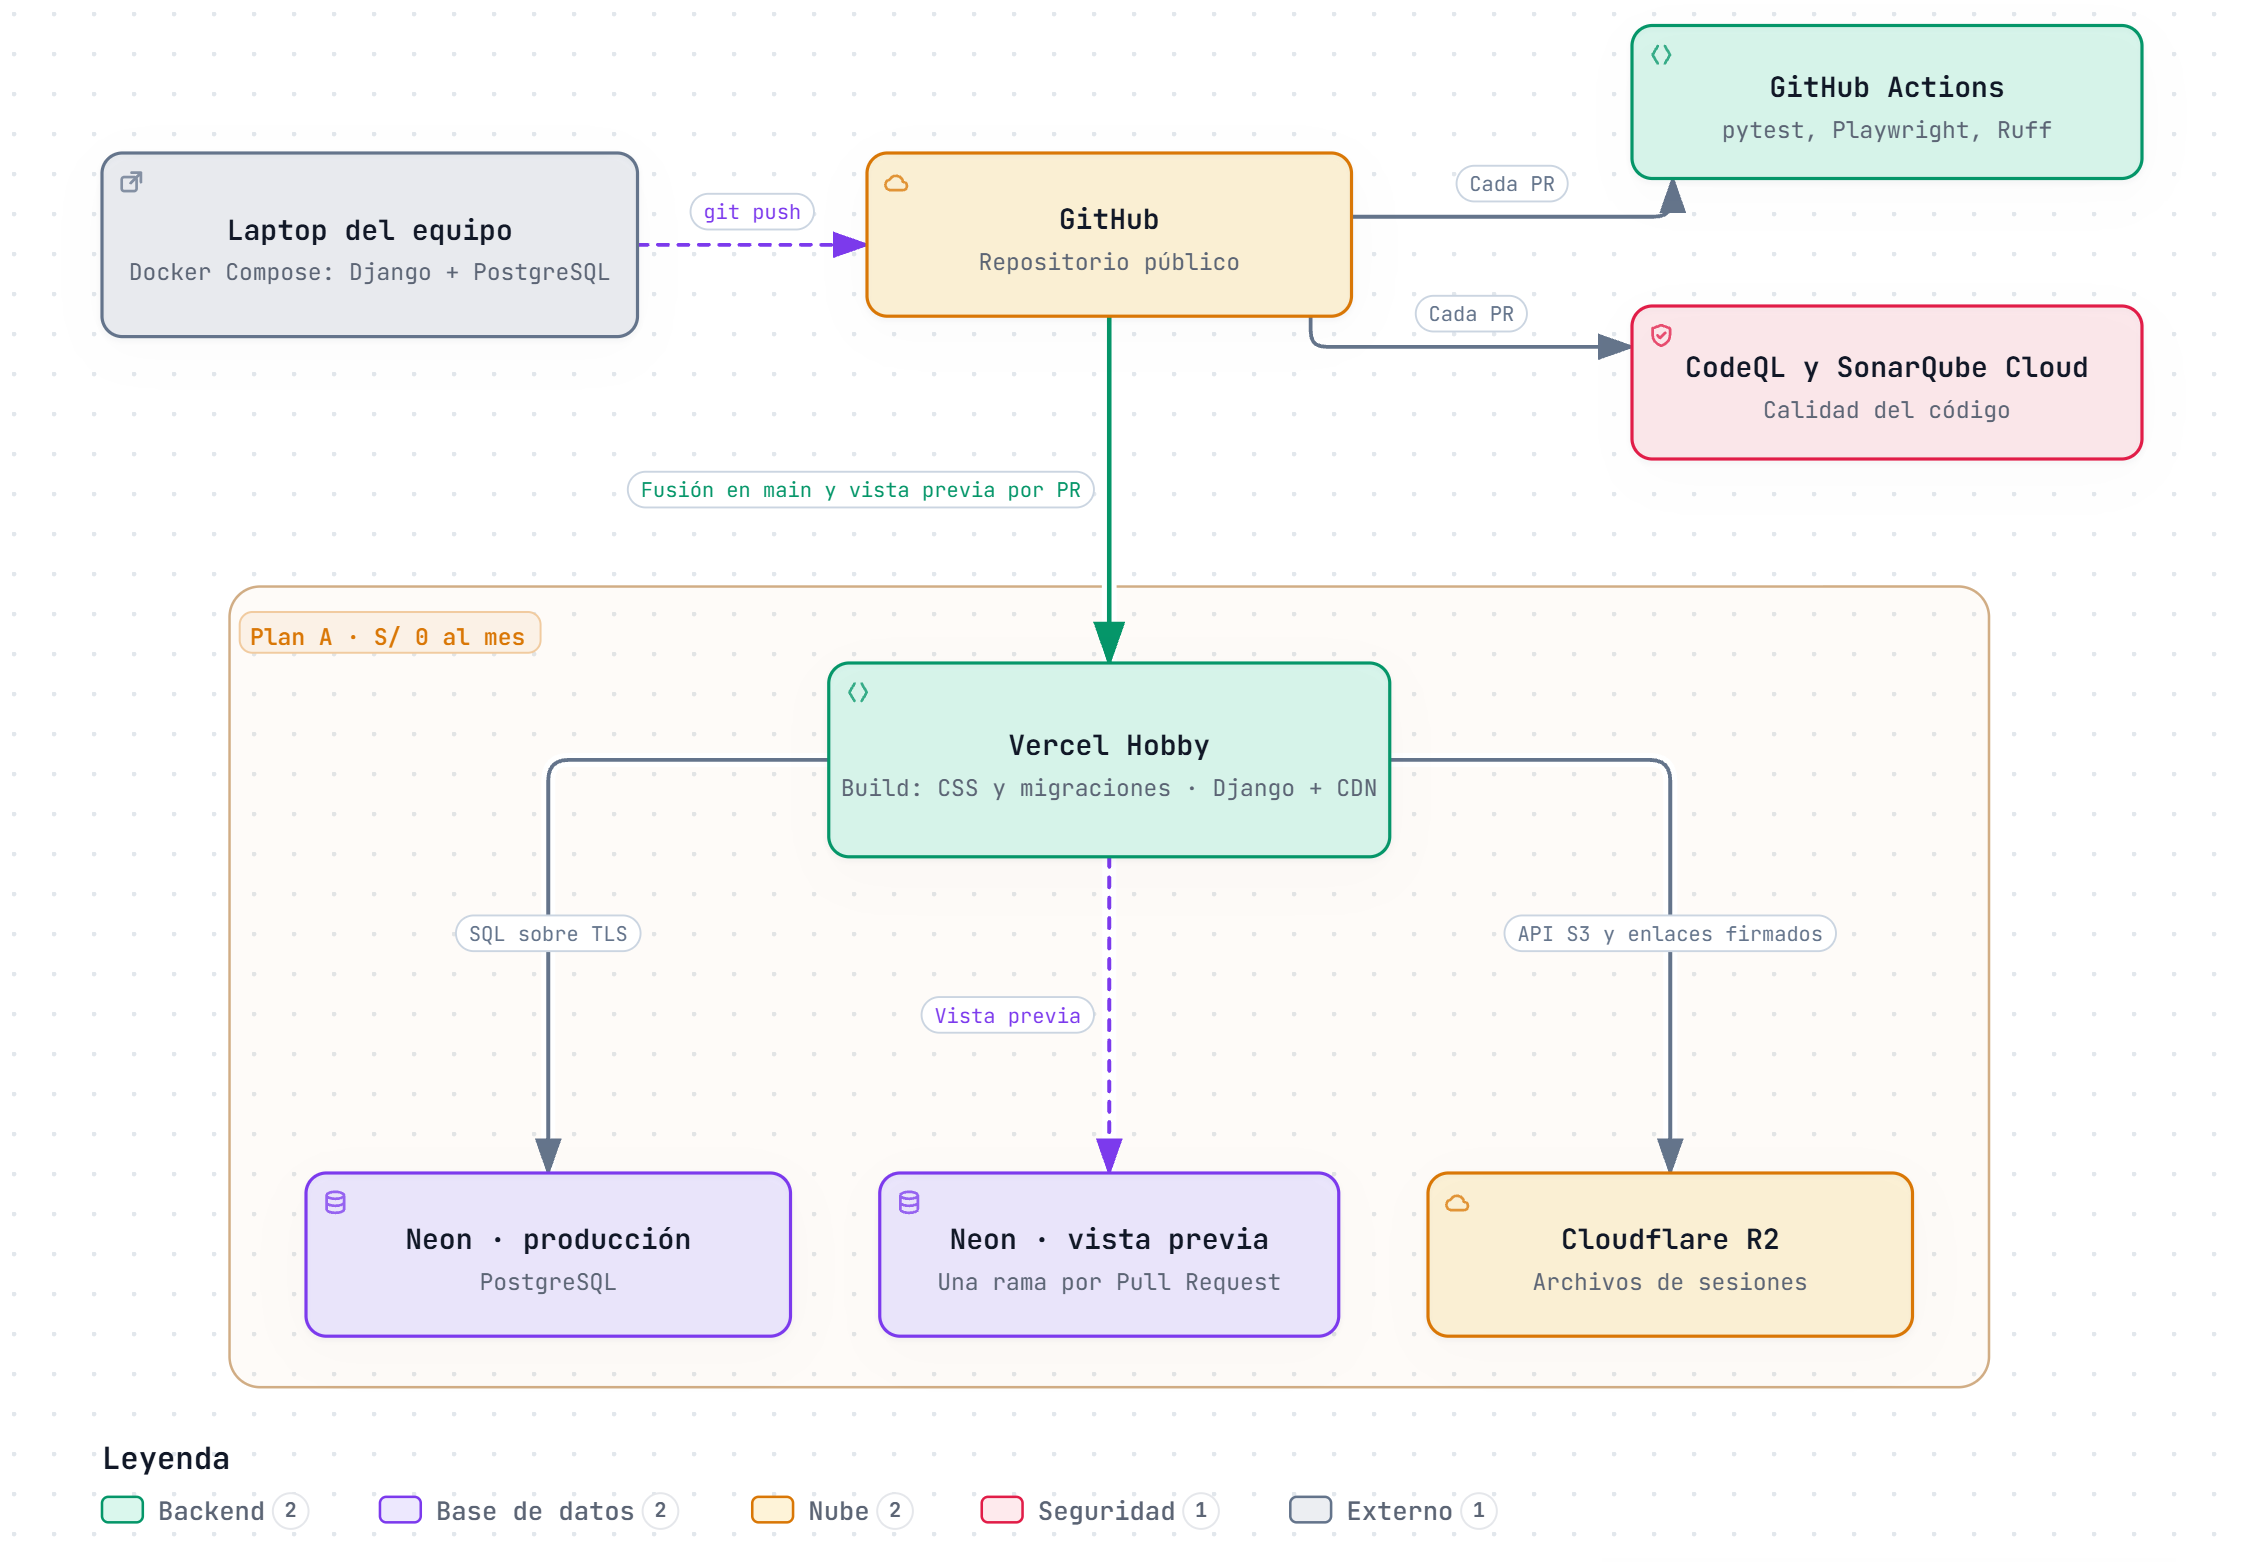 GitHub Actions
pytest, Playwright, Ruff
Laptop del equipo
Docker Compose: Django + PostgreSQL
git push
GitHub
Repositorio público
Cada PR
Cada PR
CodeQL y SonarQube Cloud
Calidad del código
Fusión en main y vista previa por PR
Plan A · S/ 0 al mes
Vercel Hobby
Build: CSS y migraciones · Django + CDN
SQL sobre TLS
API S3 y enlaces firmados
Vista previa
Neon · producción
PostgreSQL
Neon · vista previa
Una rama por Pull Request
Cloudflare R2
Archivos de sesiones
Leyenda
Backend 2
Base de datos 2
Nube 2
Seguridad 1
Externo 1